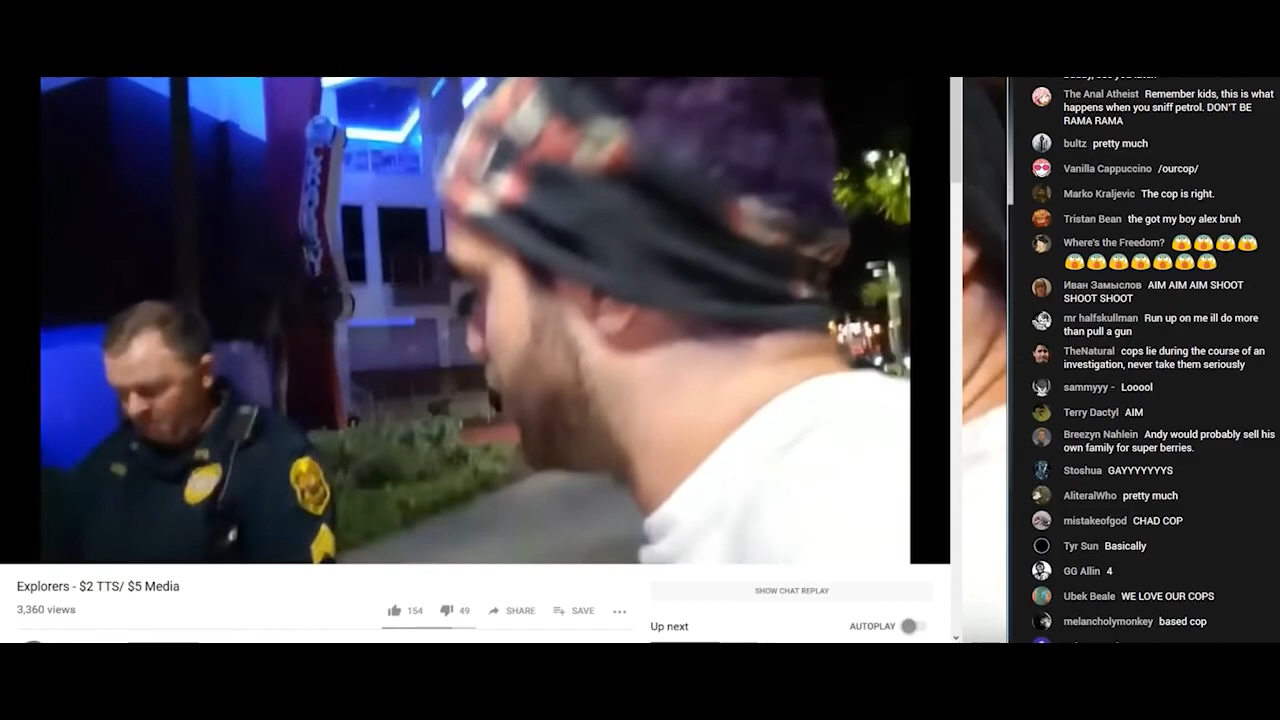 The Anal Atheist Remember kids, this is what
happens when you sniff petrol. DON'T BE
RAMA RAMA
bultz pretty much
Vanilla Cappuccino /ourcop/
Marko Kraljevic The cop is right.
Tristan Bean the got my boy alex bruh
Where's the Freedom?
Иван Замыслов AIM AIM AIM SHOOT
SHOOT SHOOT
mr halfskullman Run up on me ill do more
than pull a gun
TheNatural cops lie during the course of an
investigation, never take them seriously
sammyyy - Looool
Terry Dactyl AIM
Breezyn Nahlein Andy would probably sell his
own family for super berries.
Stoshua GAYYYYYYS
AliteralWho pretty much
mistakeofgod CHAD COP
Tyr Sun Basically
GG Allin 4
Ubek Beale WE LOVE OUR COPS
melancholymonkey based cop
Explorers - $2 TTS/ $5 Media
3,360 views
154 49 SHARE SAVE
SHOW CHAT REPLAY
Up next AUTOPLAY